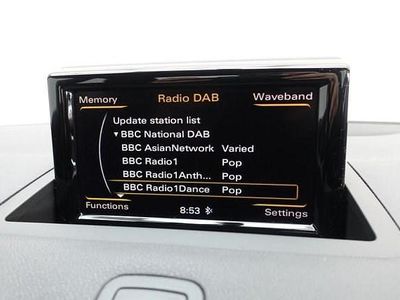 Memory Radio DAB Waveband
Update station list
BBC National DAB
BBC AsianNetwork Varied
BBC Radio1 Pop
BBC Radio1Anth... Pop
BBC Radio1Dance Pop
Functions 8:53 Settings